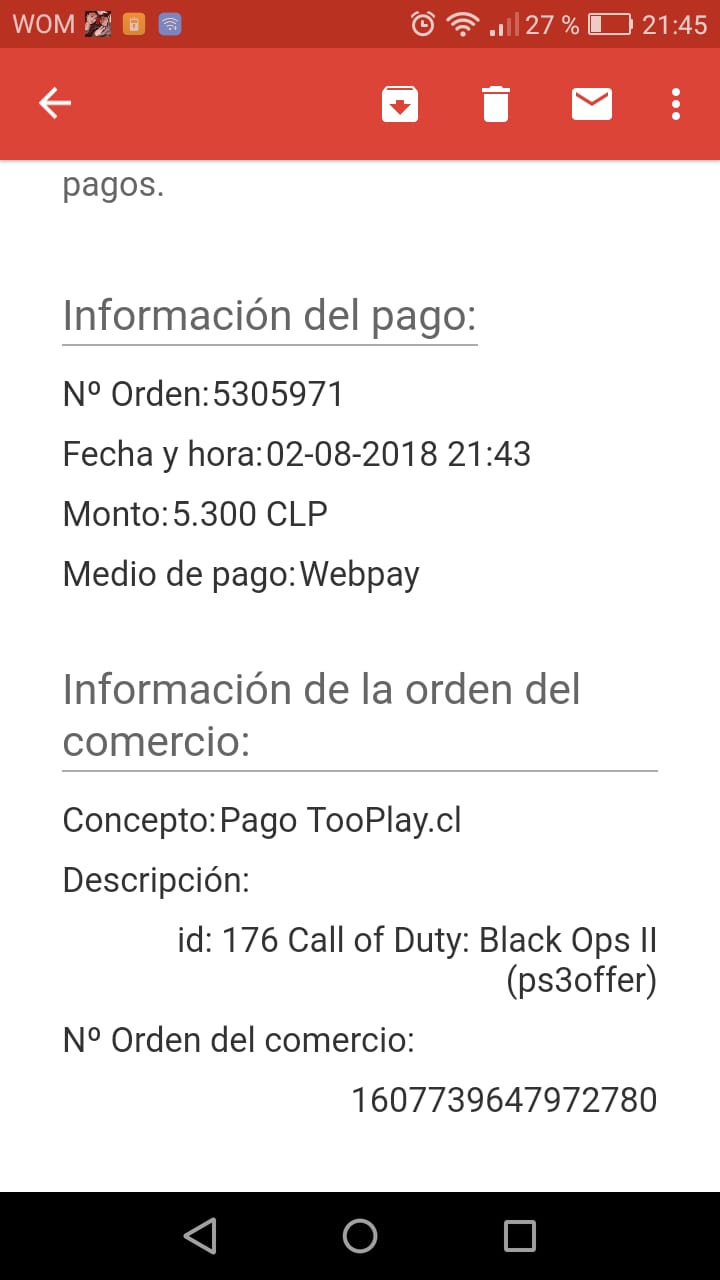 WOM 27 % 21:45
pagos.
Información del pago:
Nº Orden:5305971
Fecha y hora:02-08-2018 21:43
Monto:5.300 CLP
Medio de pago:Webpay
Información de la orden del
comercio:
Concepto:Pago TooPlay.cl
Descripción:
id: 176 Call of Duty: Black Ops II
(ps3offer)
Nº Orden del comercio:
1607739647972780